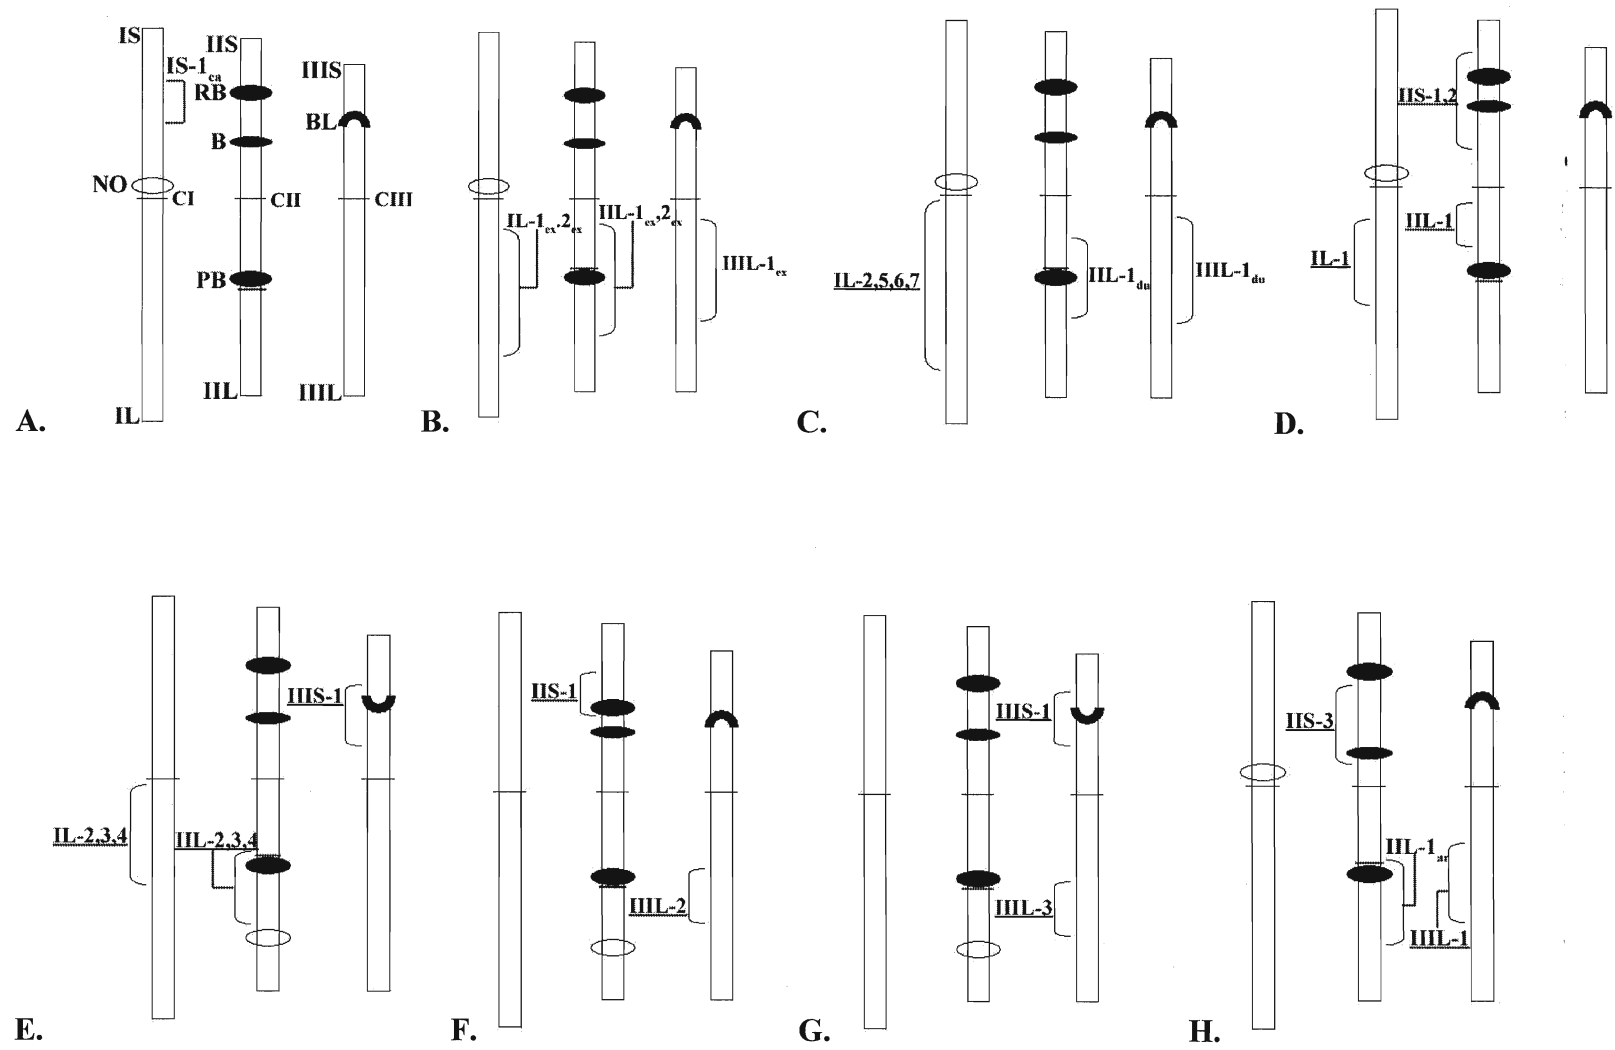 IS
IIS
IS-1ca
IIIS
RB
BL
B
NO
CI
CII
CIII
PB
IIL
IIIL
IL
A.
IL-1ex,2ex
IIL-1ex,2ex
IIIL-1ex
B.
IL-2,5,6,7
IIL-1du
IIIL-1du
C.
IIS-1,2
IIL-1
IL-1
D.
IIIS-1
IL-2,3,4
IIL-2,3,4
E.
IIS-1
IIIL-2
F.
IIIS-1
IIIL-3
G.
IIS-3
IIL-1ar
IIIL-1
H.